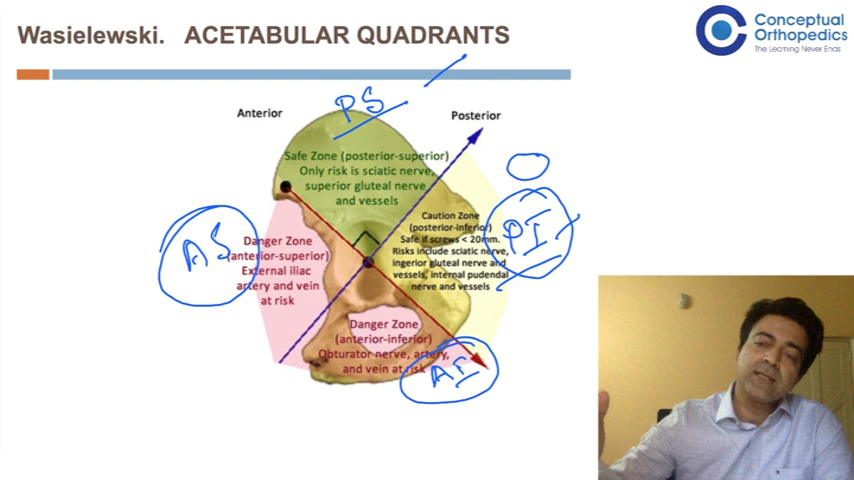 Wasielewski. ACETABULAR QUADRANTS
Conceptual
Orthopedics
The Learning Never Ends
Anterior
PS
Posterior
Safe Zone (posterior-superior)
Only risk is sciatic nerve,
superior gluteal nerve
and vessels
AS
Danger Zone
(anterior-superior)
External iliac
artery and vein
at risk
Caution Zone
(posterior-inferior)
Safe if screws < 20mm.
Risks include sciatic nerve,
ingerior gluteal nerve and
vessels, internal pudendal
nerve and vessels
PI
Danger Zone
(anterior-inferior)
Obturator nerve, artery,
and vein at risk
AI